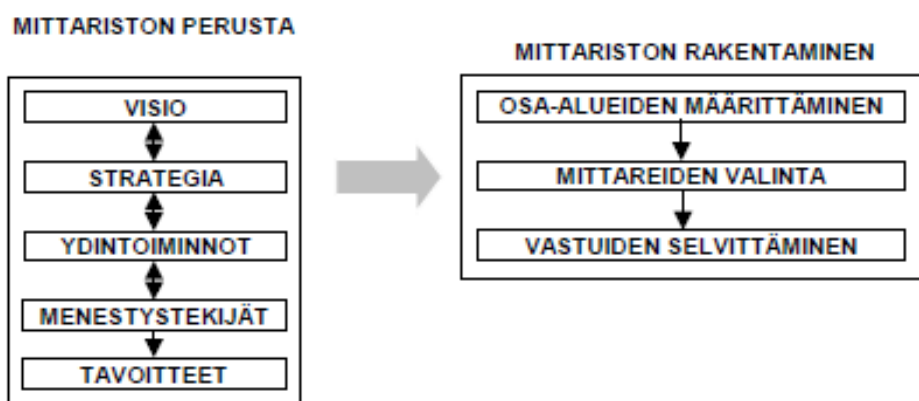 MITTARISTON PERUSTA
VISIO
STRATEGIA
YDINTOIMINNOT
MENESTYSTEKIJÄT
TAVOITTEET
MITTARISTON RAKENTAMINEN
OSA-ALUEIDEN MÄÄRITTÄMINEN
MITTAREIDEN VALINTA
VASTUIDEN SELVITTÄMINEN